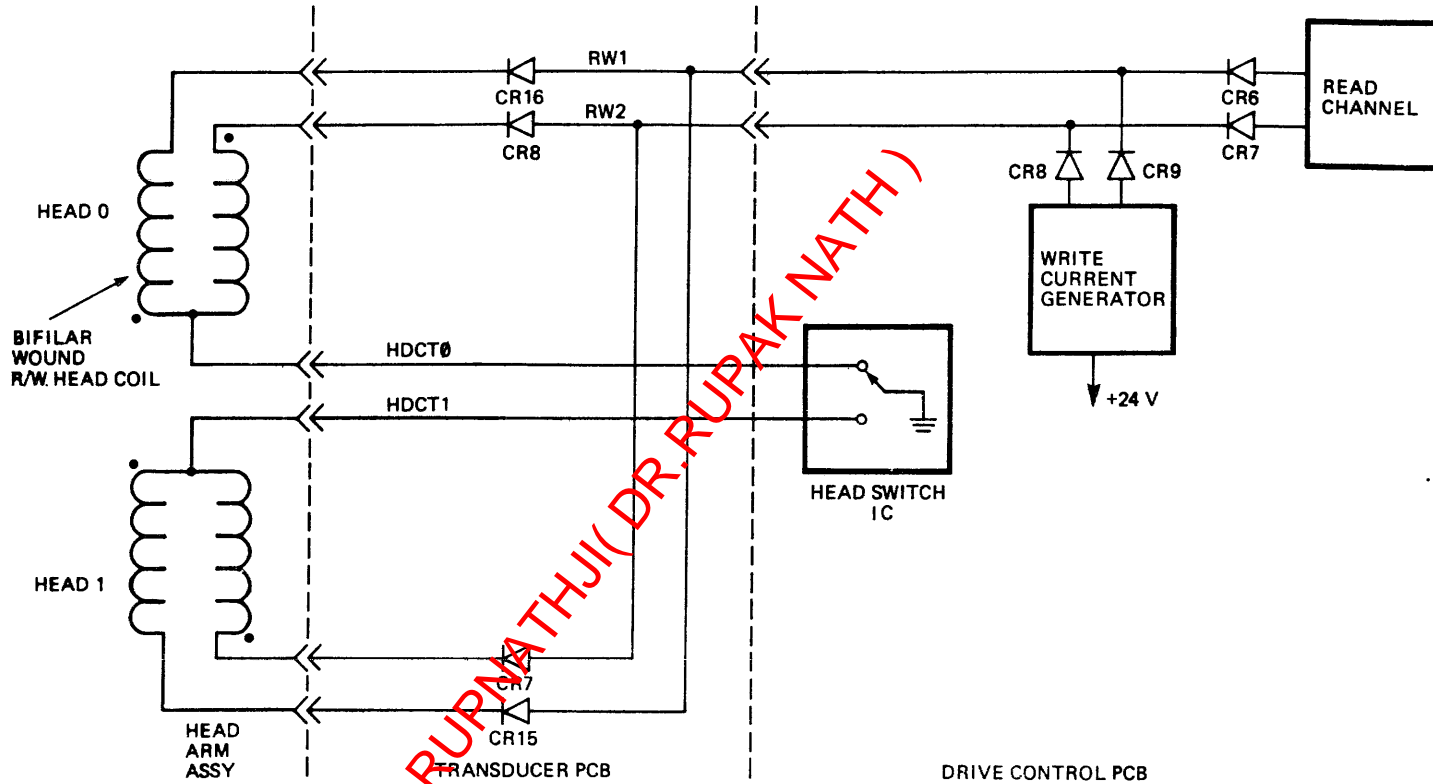 RW1
CR16
CR6
READ
CHANNEL
RW2
CR8
CR7
CR8
CR9
HEAD 0
WRITE
CURRENT
GENERATOR
BIFILAR
WOUND
R/W. HEAD COIL
HDCTØ
+24 V
HDCT1
HEAD SWITCH
IC
HEAD 1
CR7
CR15
HEAD
ARM
ASSY
TRANSDUCER PCB
DRIVE CONTROL PCB
RUPNATHJI( DR.RUPAK NATH )